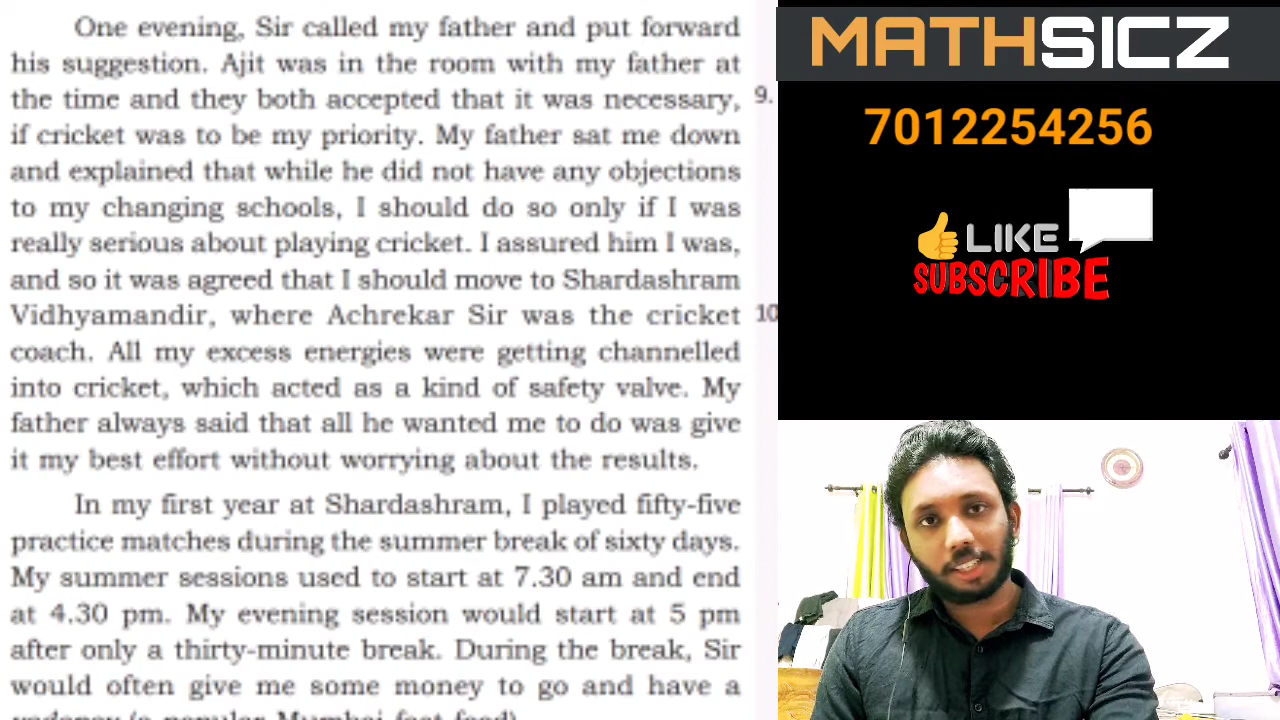 One evening, Sir called my father and put forward
his suggestion. Ajit was in the room with my father at
the time and they both accepted that it was necessary,
if cricket was to be my priority. My father sat me down
and explained that while he did not have any objections
to my changing schools, I should do so only if I was
really serious about playing cricket. I assured him I was,
and so it was agreed that I should move to Shardashram
Vidhyamandir, where Achrekar Sir was the cricket
coach. All my excess energies were getting channelled
into cricket, which acted as a kind of safety valve. My
father always said that all he wanted me to do was give
it my best effort without worrying about the results.
In my first year at Shardashram, I played fifty-five
practice matches during the summer break of sixty days.
My summer sessions used to start at 7.30 am and end
at 4.30 pm. My evening session would start at 5 pm
after only a thirty-minute break. During the break, Sir
would often give me some money to go and have a
9.
10
MATHSICZ
7012254256
LIKE
SUBSCRIBE